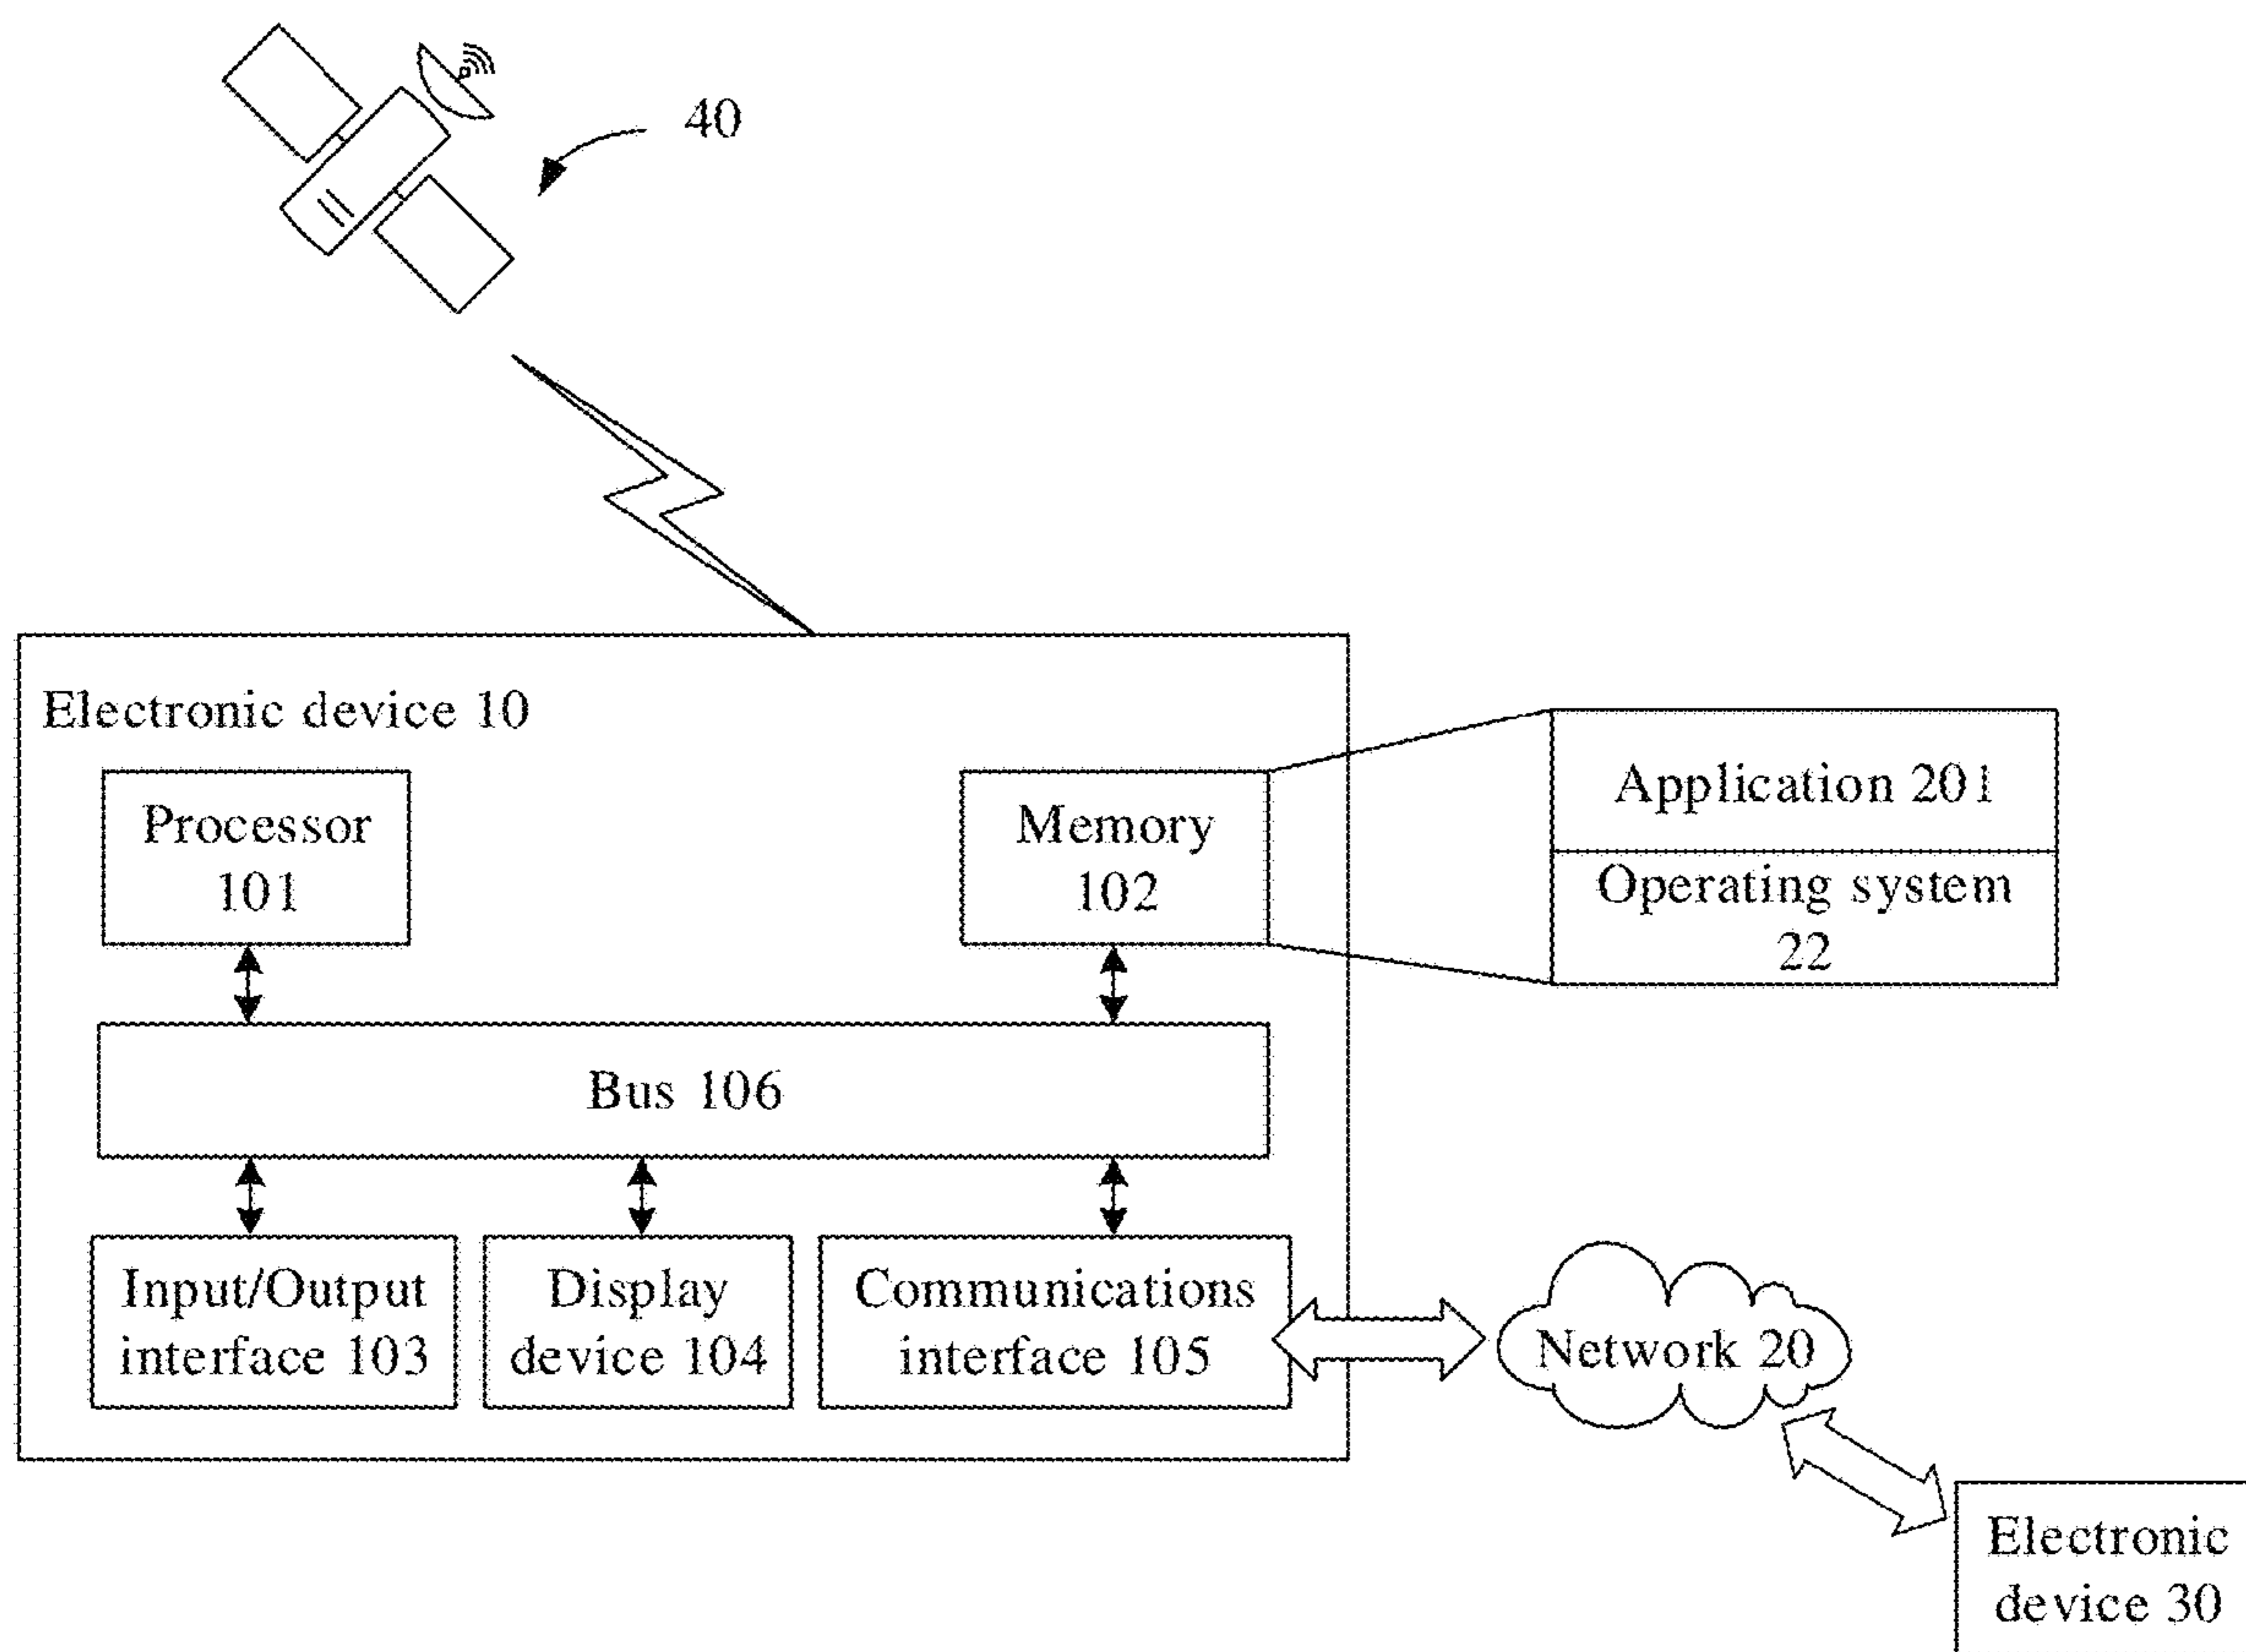 40
Electronic device 10
Processor
101
Memory
102
Application 201
Operating system
22
Bus 106
Input/Output
interface 103
Display
device 104
Communications
interface 105
Network 20
Electronic
device 30